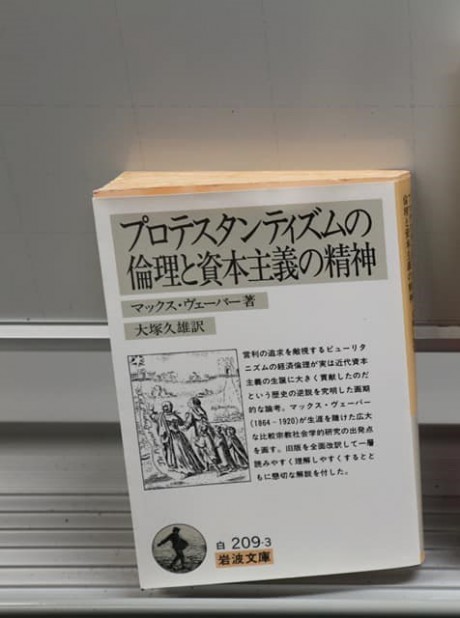 プロテスタンティズムの
倫理と資本主義の精神
マックス・ヴェーバー著
大塚久雄訳
営利の追求を敵視するピューリタ
ニズムの経済倫理が実は近代資本
主義の生誕に大きく貢献したのだ
という歴史の逆説を究明した画期
的な論考。マックス・ヴェーバー
(1864-1920)が生涯を賭けた広大
な比較宗教社会学的研究の出発点
を画す。旧版を全面改訳して一層
読みやすく理解しやすくするとと
もに懇切な解説を付した。
白 209-3
岩波文庫